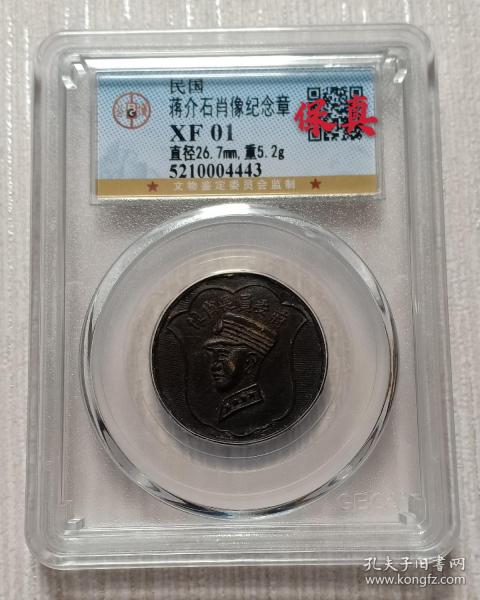 民国
蒋介石肖像纪念章
保真
XF 01
直径26.7mm,重5.2g
5210004443
★ 文物鉴定委员会监制 ★
G
孔夫子旧书网
www.kongfz.com